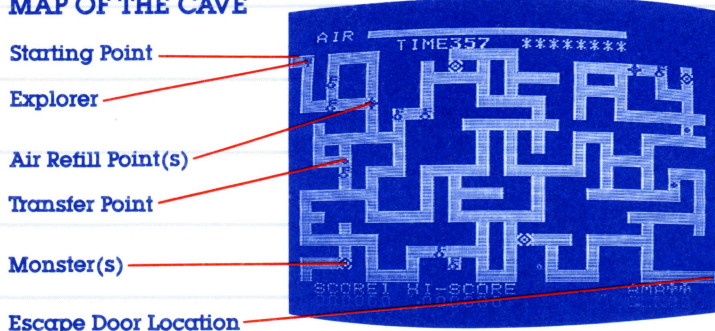 MAP OF THE CAVE
Starting Point
Explorer
Air Refill Point(s)
Transfer Point
Monster(s)
Escape Door Location
AIR
TIME357 ********
SCORE1 HI-SCORE